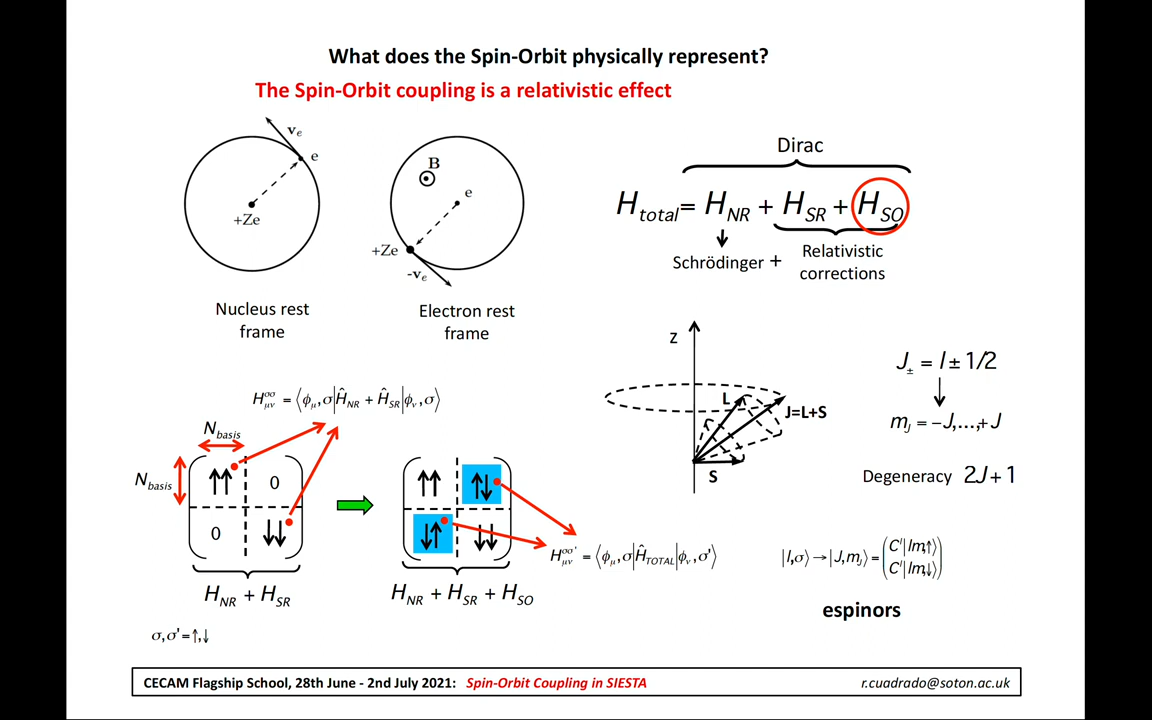 What does the Spin-Orbit physically represent?
The Spin-Orbit coupling is a relativistic effect
v_e
e
+Ze
Nucleus rest
frame
B
e
+Ze
-v_e
Electron rest
frame
Dirac
H_total = H_NR + H_SR + H_SO
Schrödinger +
Relativistic
corrections
z
L
J=L+S
S
J_± = l ± 1/2
m_J = −J,...,+J
Degeneracy 2J+1
H_μν^σσ = ⟨ϕ_μ,σ|Ĥ_NR + Ĥ_SR|ϕ_ν,σ⟩
N_basis
N_basis
↑↑ 0
0 ↓↓
H_NR + H_SR
↑↑ ↑↓
↓↑ ↓↓
H_NR + H_SR + H_SO
H_μν^σσ' = ⟨ϕ_μ,σ|Ĥ_TOTAL|ϕ_ν,σ'⟩
|l,σ⟩→|J,m_J⟩=(C^l|lm,↑⟩
C^l|lm,↓⟩)
espinors
σ,σ'=↑,↓
CECAM Flagship School, 28th June - 2nd July 2021: Spin-Orbit Coupling in SIESTA r.cuadrado@soton.ac.uk